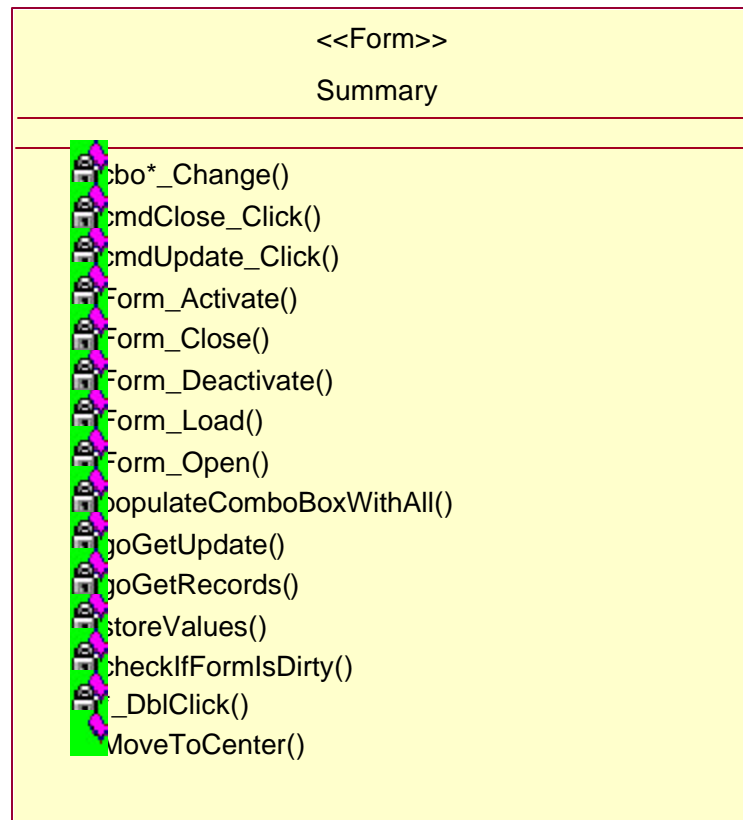 <<Form>>
Summary
cbo*_Change()
cmdClose_Click()
cmdUpdate_Click()
Form_Activate()
Form_Close()
Form_Deactivate()
Form_Load()
Form_Open()
populateComboBoxWithAll()
goGetUpdate()
goGetRecords()
storeValues()
checkIfFormIsDirty()
*_DblClick()
MoveToCenter()